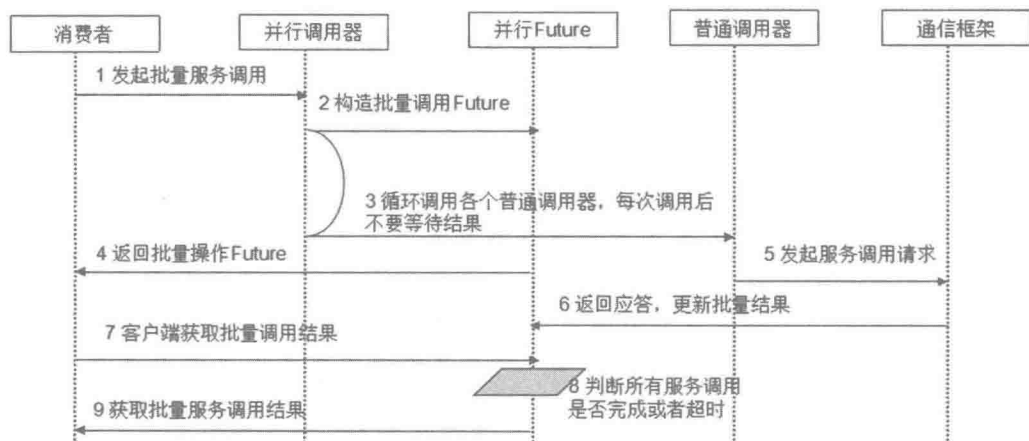 消费者
并行调用器
并行Future
普通调用器
通信框架
1 发起批量服务调用
2 构造批量调用Future
3 循环调用各个普通调用器，每次调用后
不要等待结果
4 返回批量操作Future
5 发起服务调用请求
6 返回应答，更新批量结果
7 客户端获取批量调用结果
8 判断所有服务调用
是否完成或者超时
9 获取批量服务调用结果